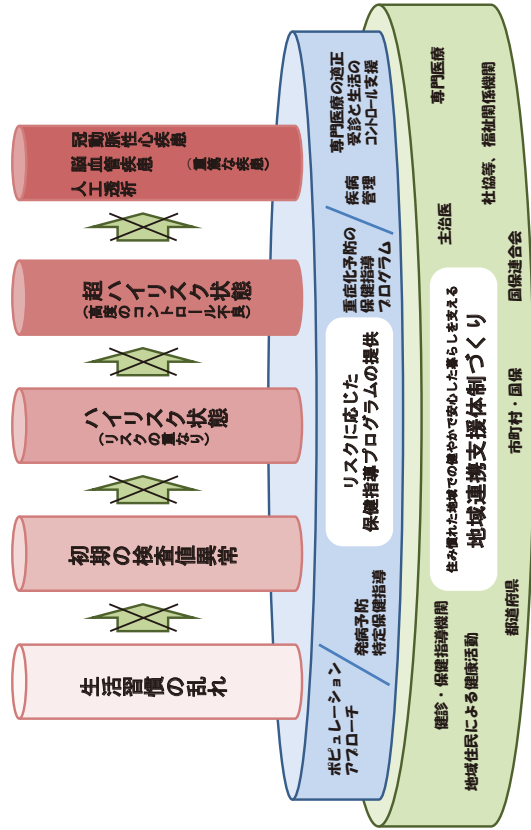 生活習慣の乱れ
初期の検査値異常
ハイリスク状態
(リスクの重なり)
超ハイリスク状態
(高度のコントロール不良)
冠動脈性心疾患
脳血管疾患
(重篤な疾患)
人工透析
ポピュレーション
アプローチ
発病予防
特定保健指導
リスクに応じた
保健指導プログラムの提供
重症化予防の
保健指導
プログラム
疾病
管理
専門医療の適正
受診と生活の
コントロール支援
健診・保健指導機関
地域住民による健康活動
都道府県
住み慣れた地域での健やかで安心した暮らしを支える
地域連携支援体制づくり
市町村・国保
国保連合会
主治医
専門医療
社協等、福祉関係機関